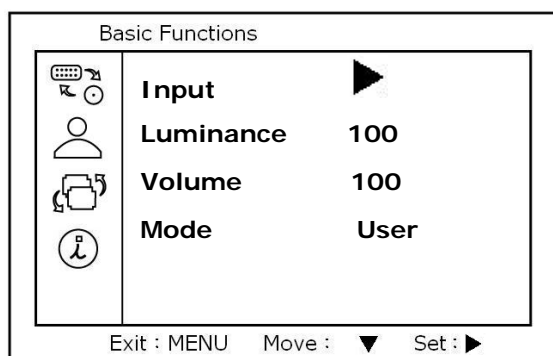 Basic Functions
Input ▶
Luminance 100
Volume 100
Mode User
Exit : MENU Move : ▼ Set : ▶